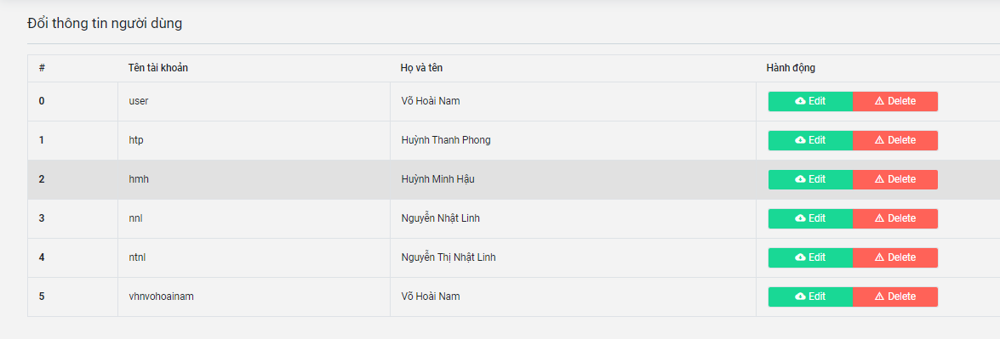 Đổi thông tin người dùng
# Tên tài khoản Họ và tên Hành động
0 user Võ Hoài Nam Edit Delete
1 htp Huỳnh Thanh Phong Edit Delete
2 hmh Huỳnh Minh Hậu Edit Delete
3 nnl Nguyễn Nhật Linh Edit Delete
4 ntnl Nguyễn Thị Nhật Linh Edit Delete
5 vhnvohoainam Võ Hoài Nam Edit Delete